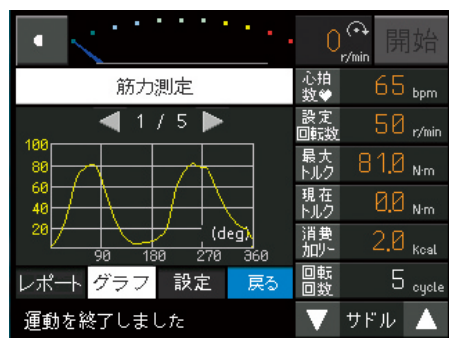 0 r/min 開始
筋力測定
1 / 5
100
80
60
40
20
90 180 270 360
(deg)
レポート グラフ 設定 戻る
運動を終了しました
心拍
数♥ 65 bpm
設定
回転数 50 r/min
最大
トルク 81.0 N·m
現在
トルク 0.0 N·m
消費
カロリー 2.0 Kcal
回転
回数 5 cycle
▼ サドル ▲